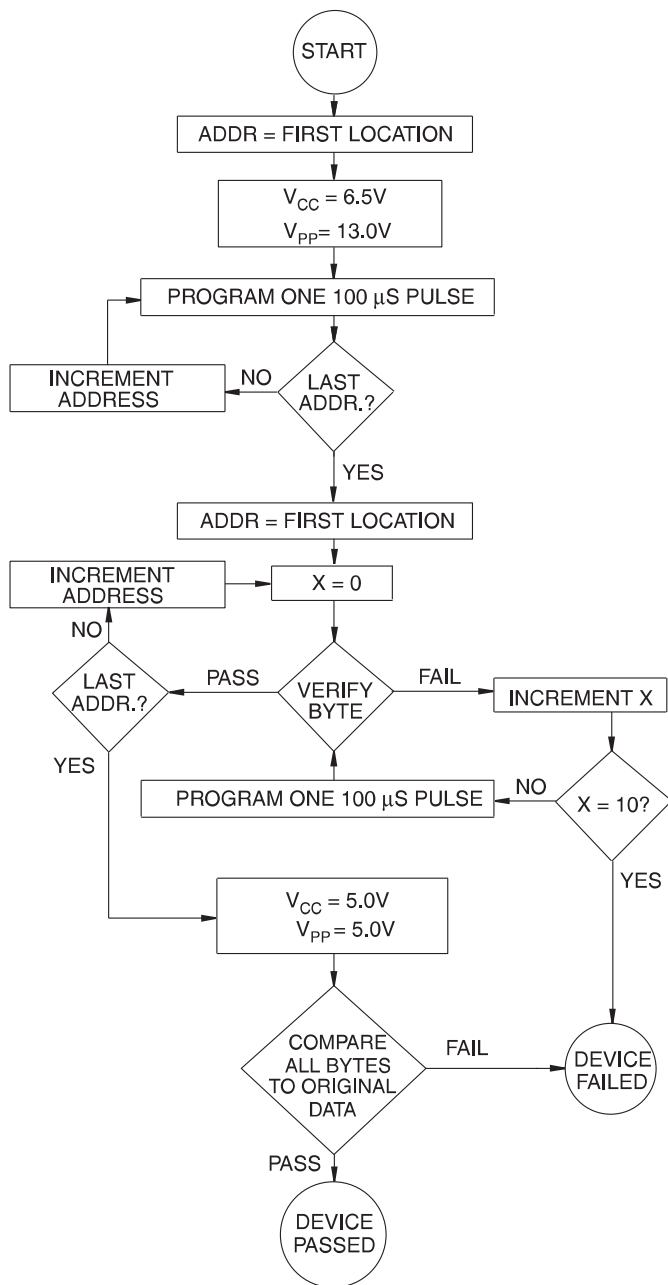 START
ADDR = FIRST LOCATION
VCC = 6.5V
VPP = 13.0V
PROGRAM ONE 100 µS PULSE
INCREMENT
ADDRESS
NO
LAST
ADDR.?
YES
ADDR = FIRST LOCATION
INCREMENT
ADDRESS
X = 0
NO
LAST
ADDR.?
PASS
VERIFY
BYTE
FAIL
INCREMENT X
YES
PROGRAM ONE 100 µS PULSE
NO
X = 10?
YES
VCC = 5.0V
VPP = 5.0V
COMPARE
ALL BYTES
TO ORIGINAL
DATA
FAIL
DEVICE
FAILED
PASS
DEVICE
PASSED